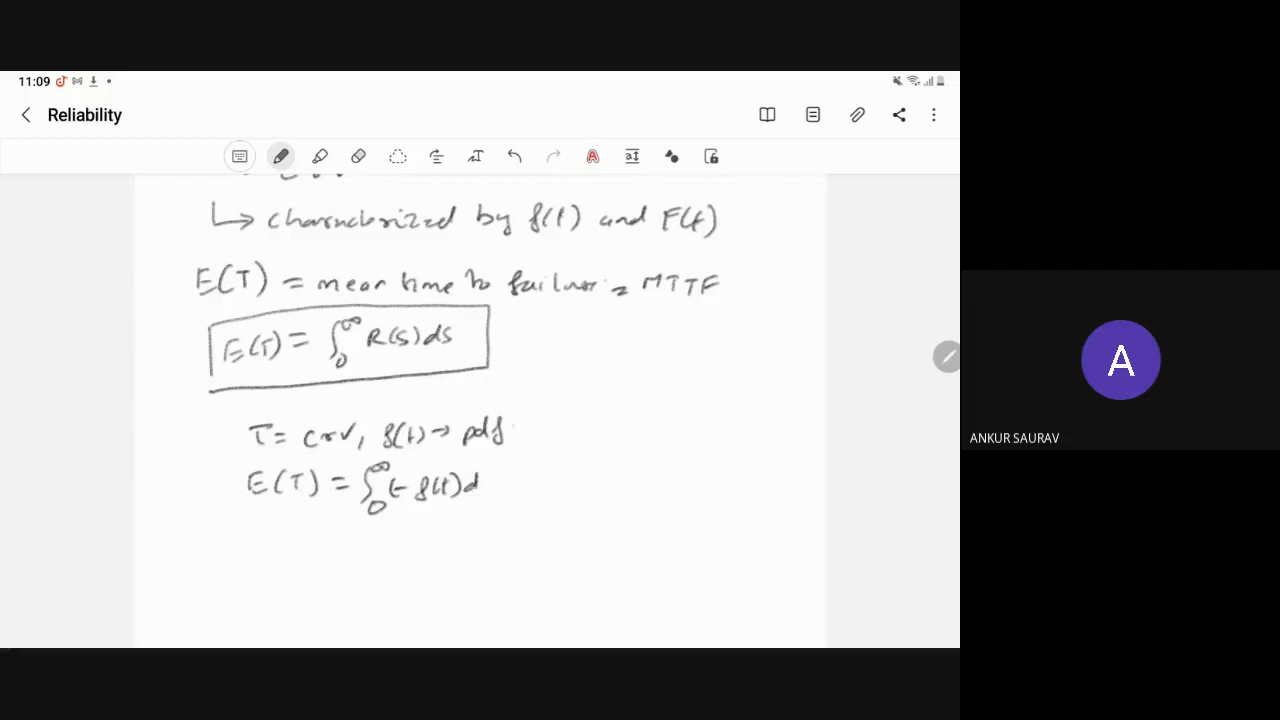 11:09
Reliability
↳ characterized by f(t) and F(t)
E(T) = mean time to failure = MTTF
E(T) = ∫₀^∞ R(s)ds
T = crv, f(t) → pdf
E(T) = ∫₀^∞ t f(t)d
A
ANKUR SAURAV